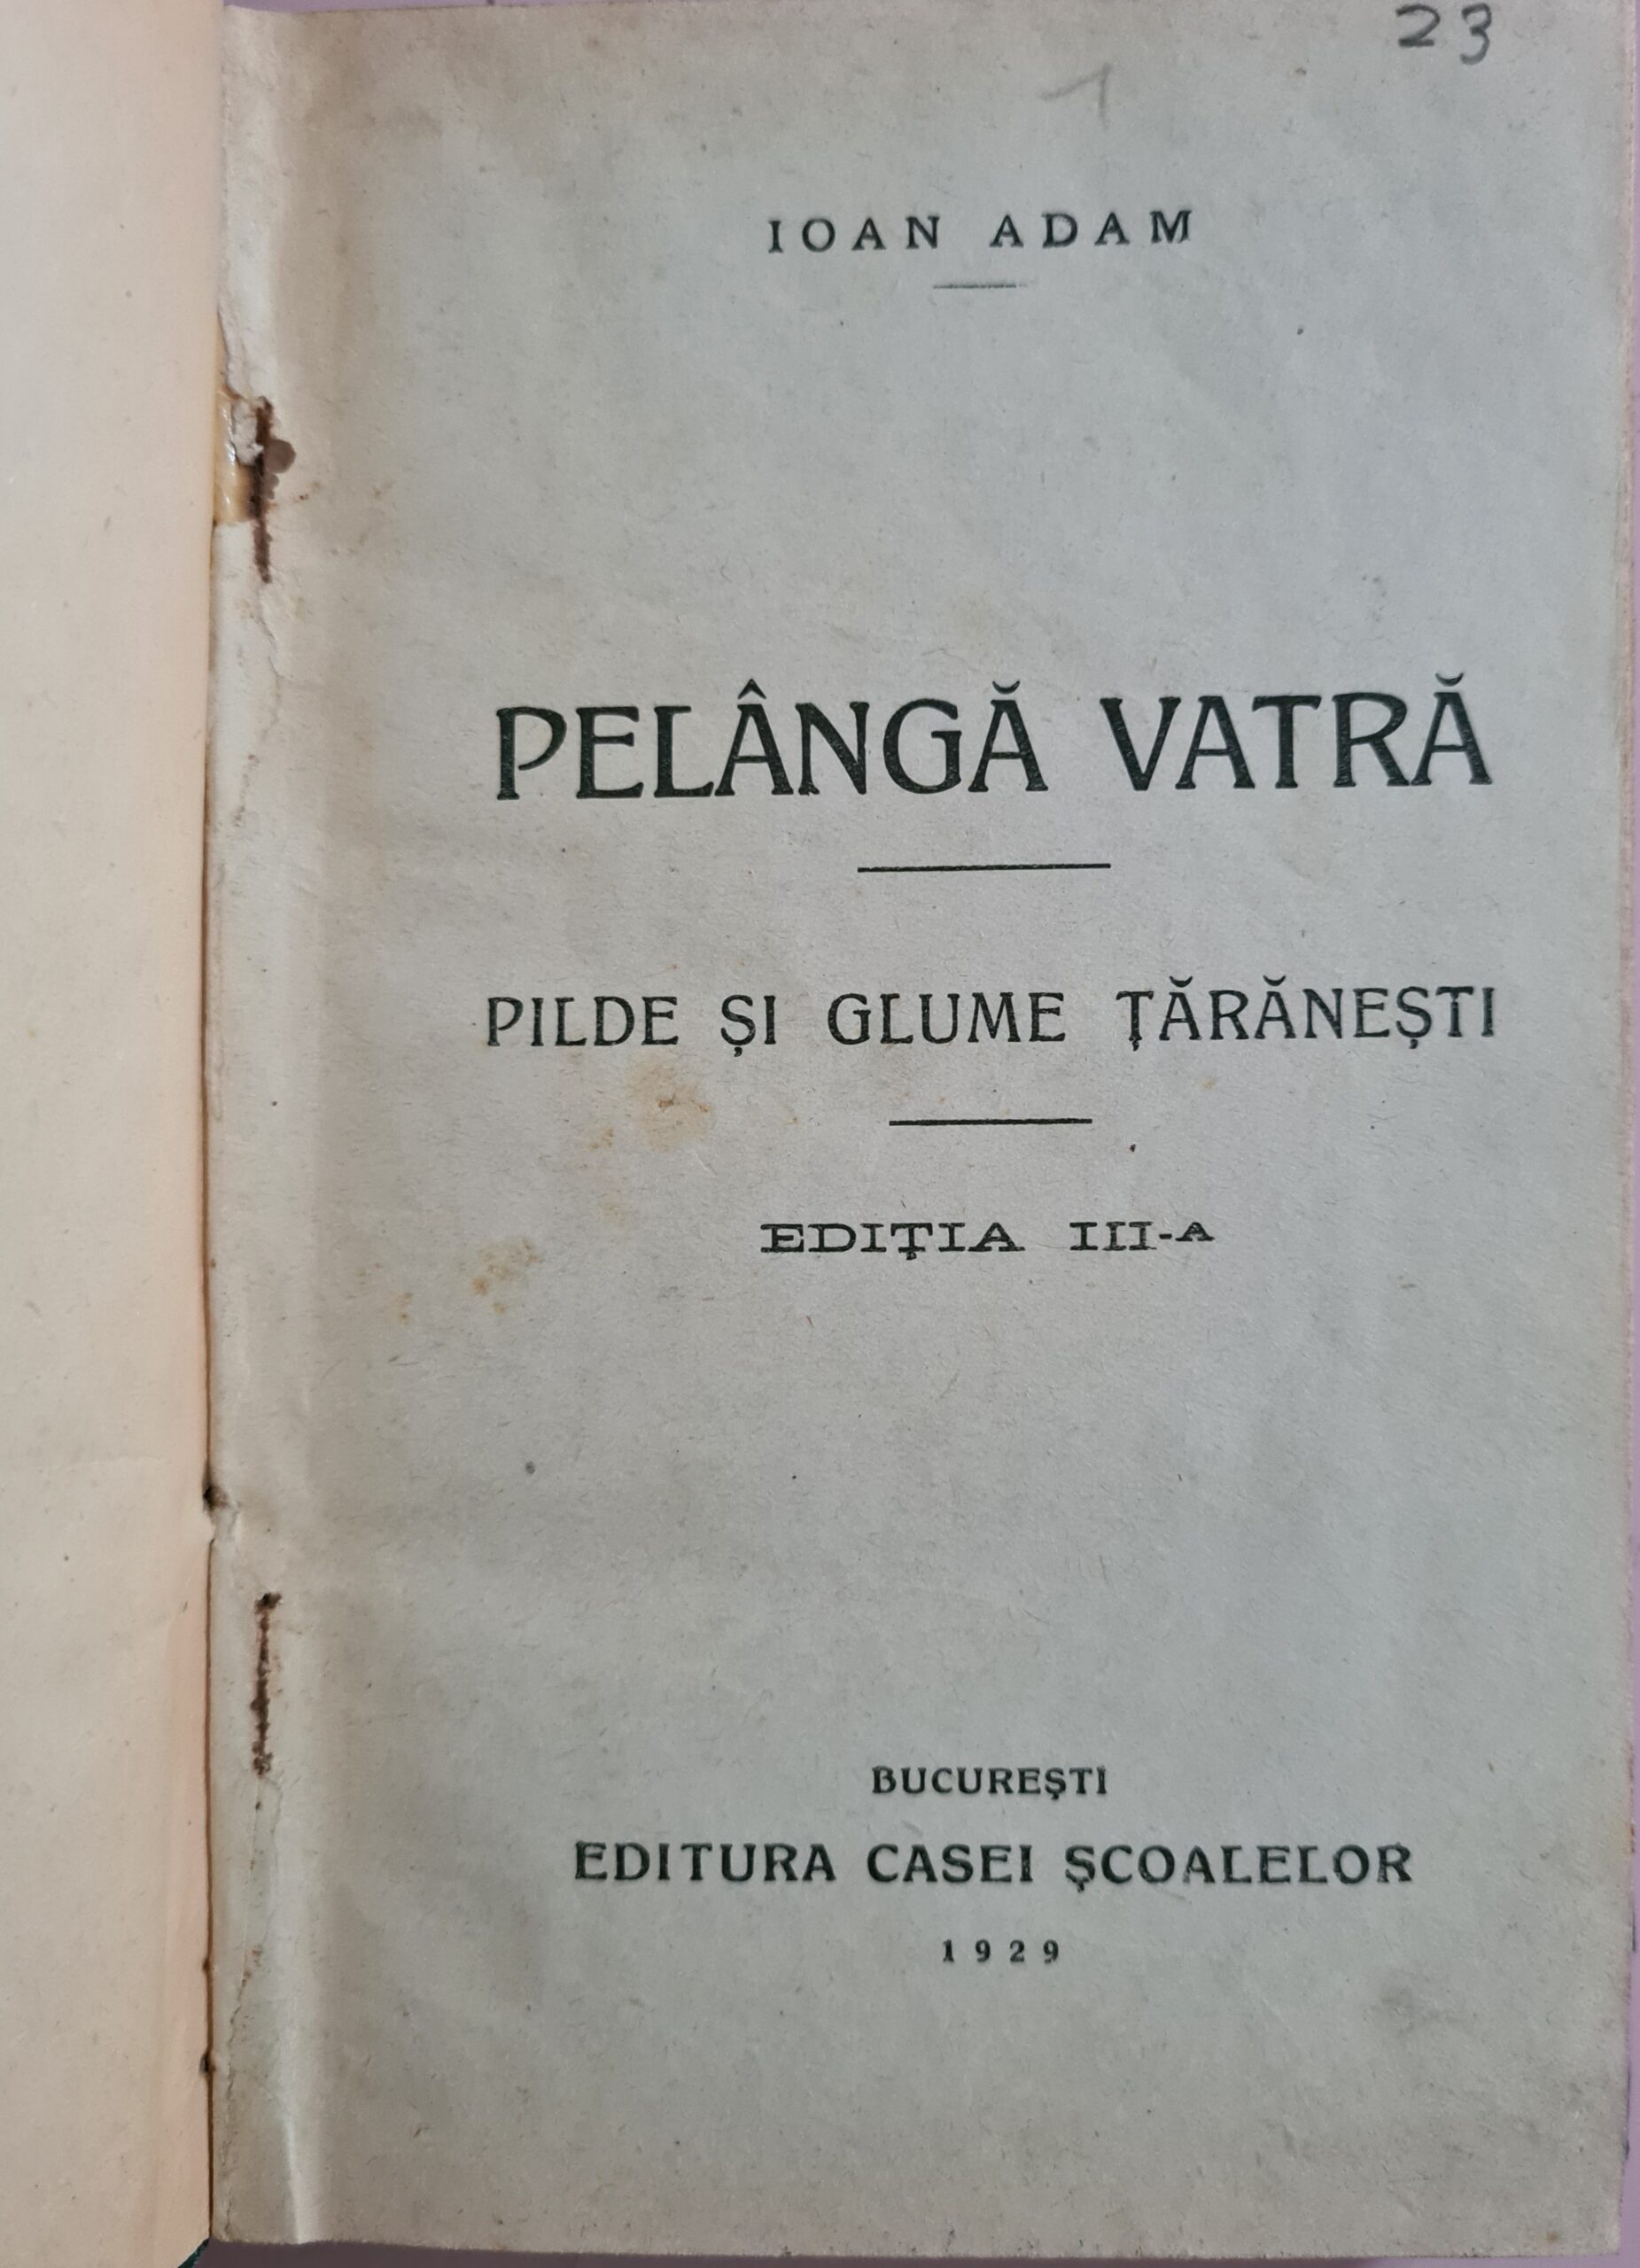 23
1
IOAN ADAM
PELÂNGĂ VATRĂ
PILDE ȘI GLUME ȚĂRĂNEȘTI
EDIȚIA III-A
BUCUREȘTI
EDITURA CASEI ȘCOALELOR
1929